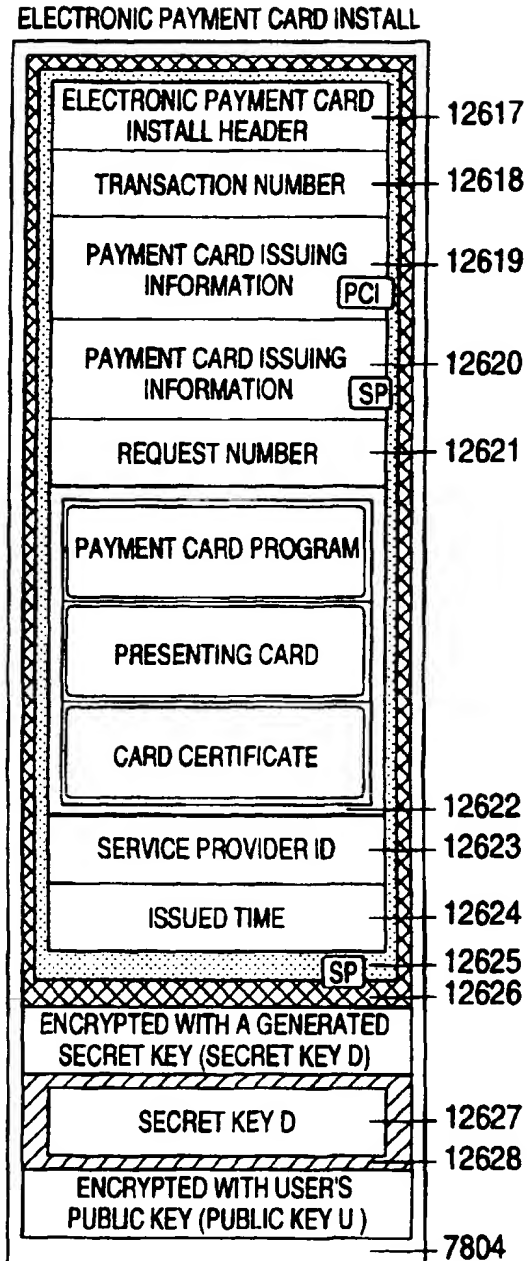 ELECTRONIC PAYMENT CARD INSTALL
ELECTRONIC PAYMENT CARD
INSTALL HEADER
12617
TRANSACTION NUMBER
12618
PAYMENT CARD ISSUING
INFORMATION
PCI
12619
PAYMENT CARD ISSUING
INFORMATION
SP
12620
REQUEST NUMBER
12621
PAYMENT CARD PROGRAM
PRESENTING CARD
CARD CERTIFICATE
12622
SERVICE PROVIDER ID
12623
ISSUED TIME
12624
SP
12625
12626
ENCRYPTED WITH A GENERATED
SECRET KEY (SECRET KEY D)
SECRET KEY D
12627
12628
ENCRYPTED WITH USER'S
PUBLIC KEY (PUBLIC KEY U )
7804